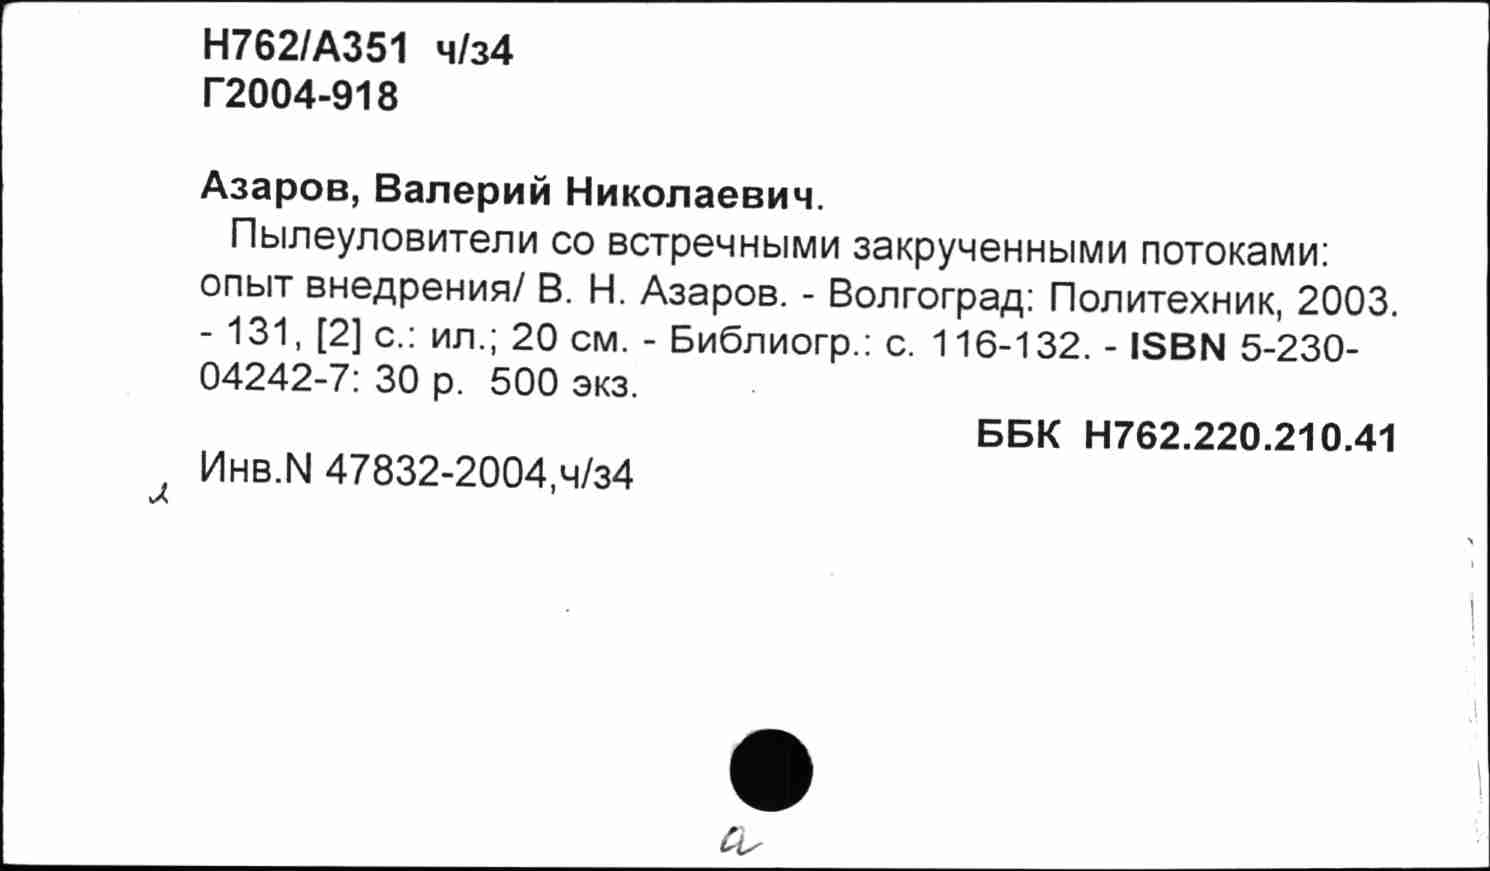 Н762/А351 ч/з4
Г2004-918
Азаров, Валерий Николаевич.
Пылеуловители со встречными закрученными потоками:
опыт внедрения/ В. Н. Азаров. - Волгоград: Политехник, 2003.
- 131, [2] с.: ил.; 20 см. - Библиогр.: с. 116-132. - ISBN 5-230-
04242-7: 30 р. 500 экз.
ББК Н762.220.210.41
Инв.N 47832-2004,ч/з4
а